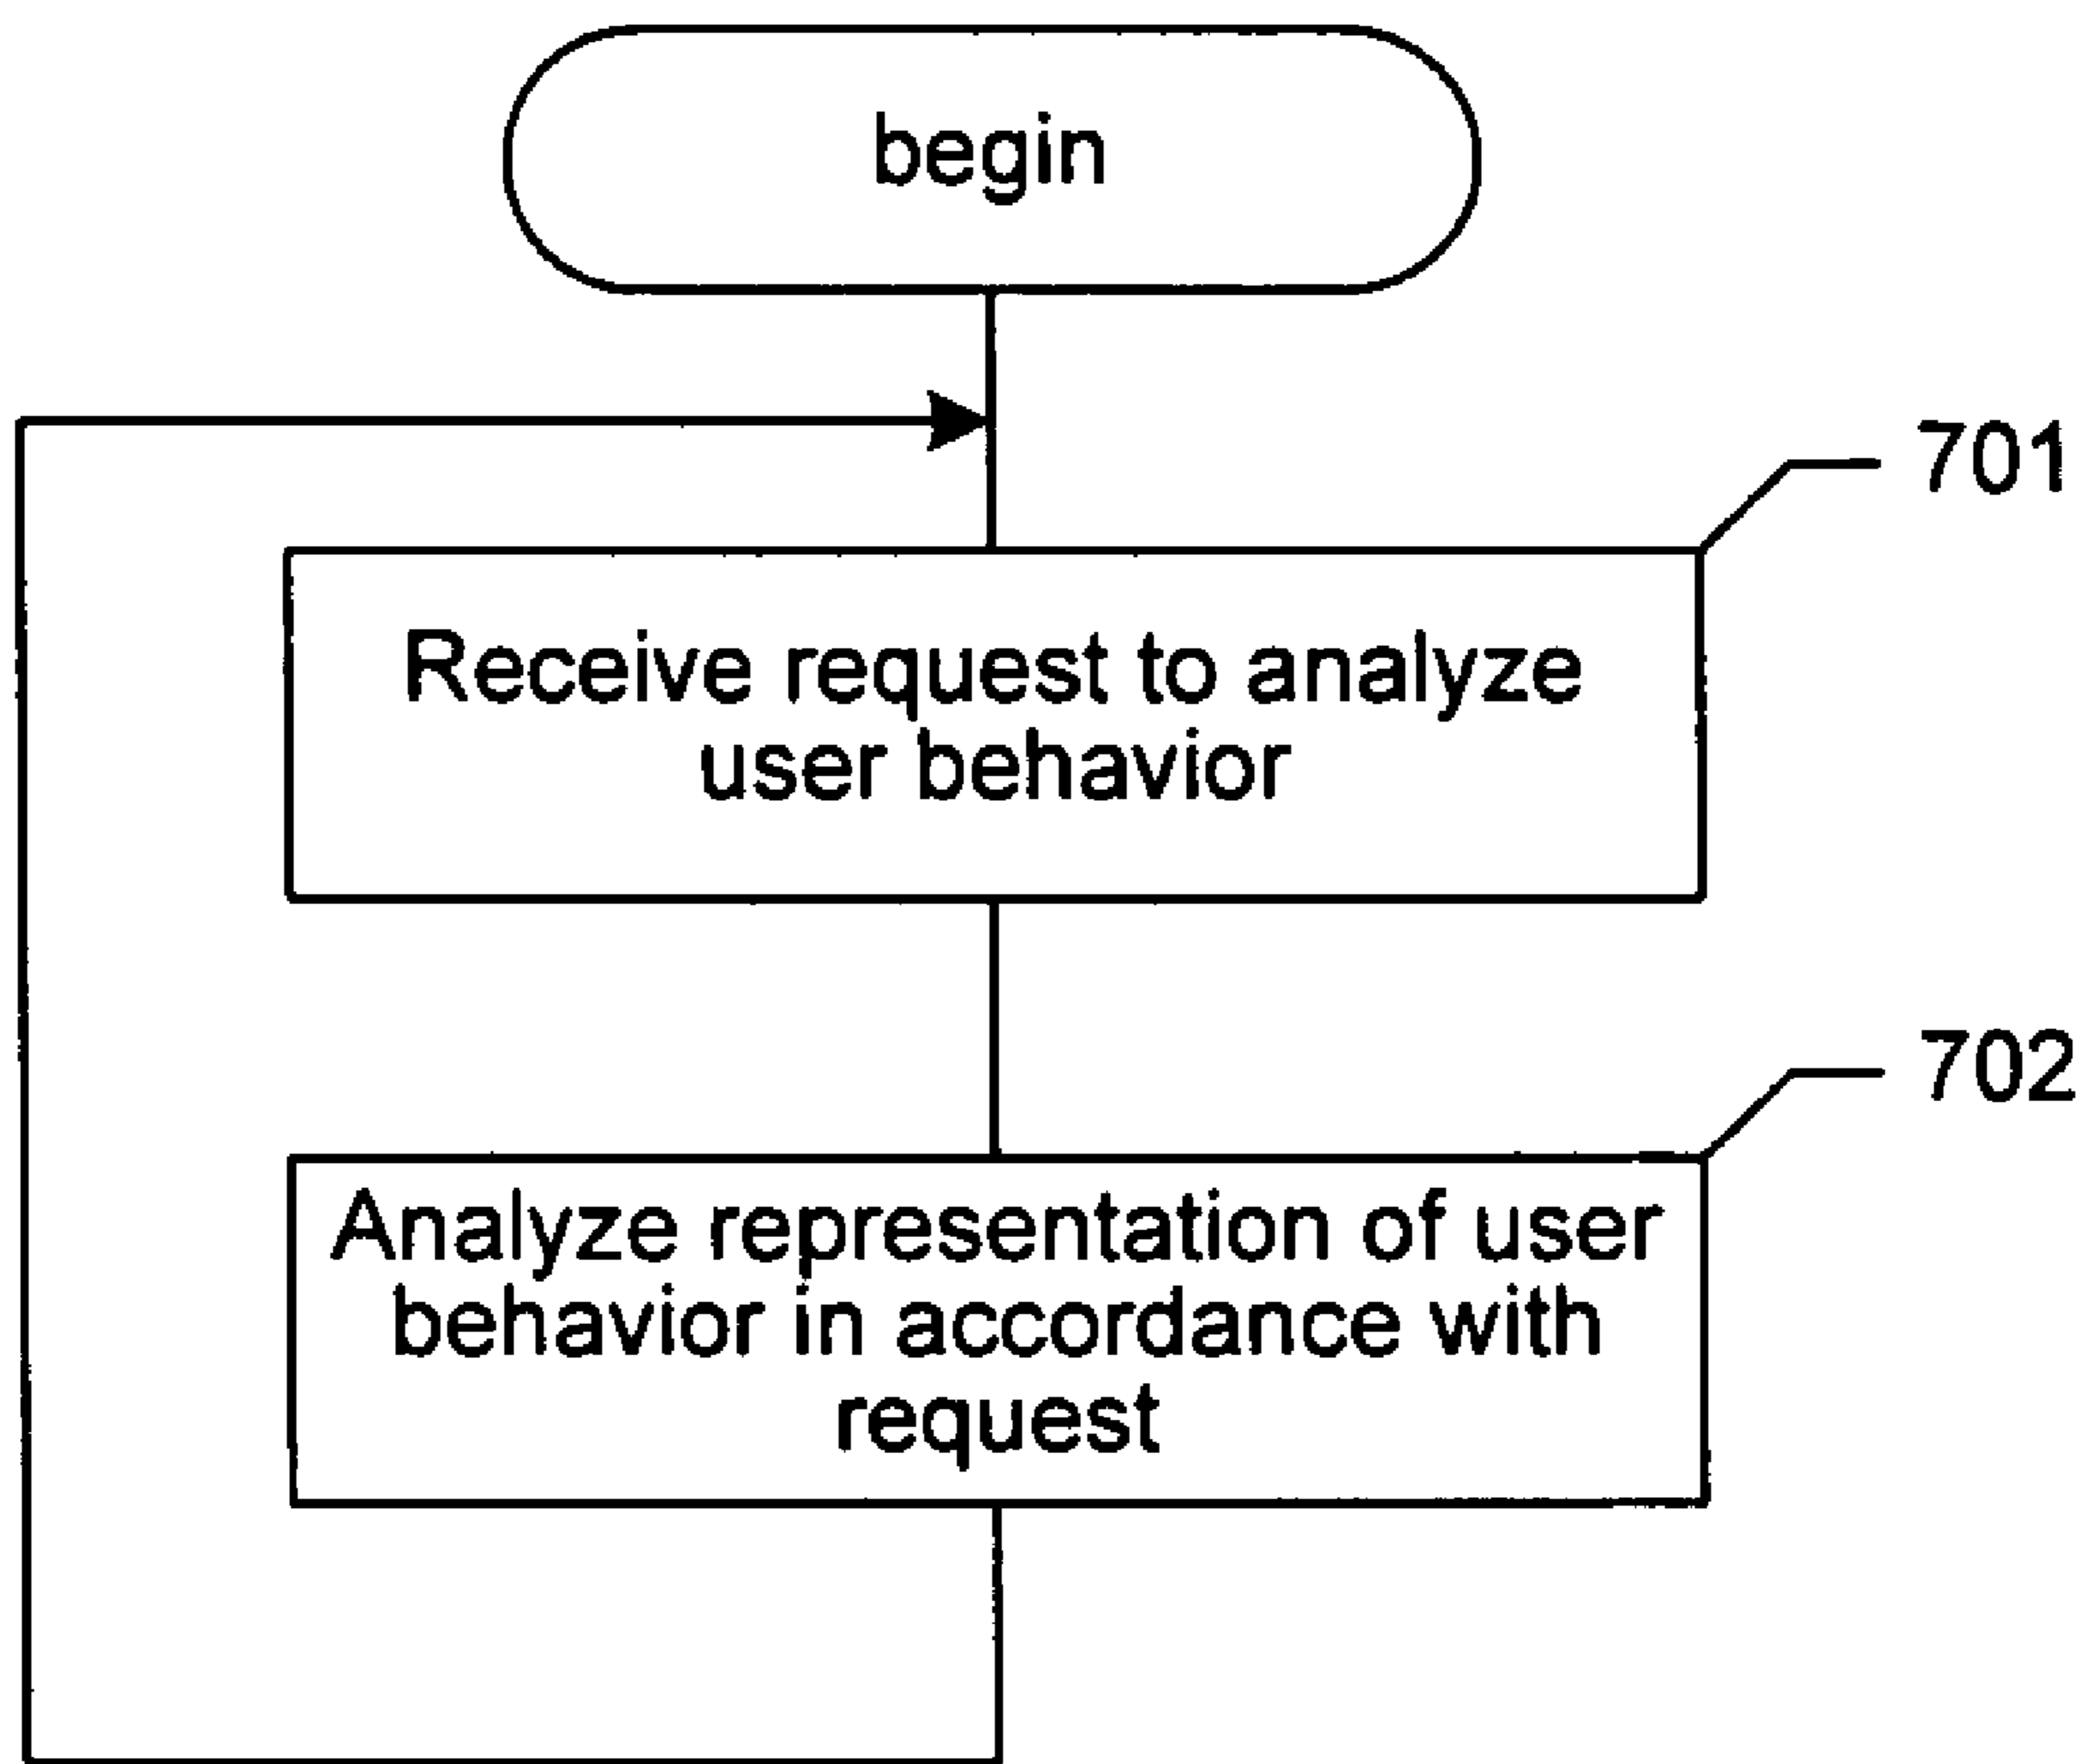 begin
701
Receive request to analyze
user behavior
702
Analyze representation of user
behavior in accordance with
request